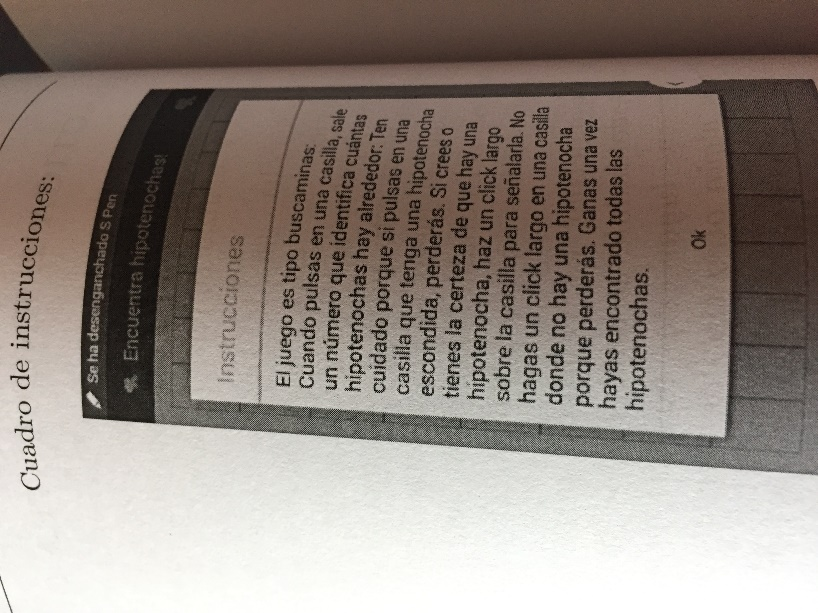 Cuadro de instrucciones:
Se ha desenganchado S Pen
Encuentra hipotenochas!
Instrucciones
El juego es tipo buscaminas:
Cuando pulsas en una casilla, sale
un número que identifica cuántas
hipotenochas hay alrededor: Ten
cuidado porque si pulsas en una
casilla que tenga una hipotenocha
escondida, perderás. Si crees o
tienes la certeza de que hay una
hipotenocha, haz un click largo
sobre la casilla para señalarla. No
hagas un click largo en una casilla
donde no hay una hipotenocha
porque perderás. Ganas una vez
hayas encontrado todas las
hipotenochas.
Ok